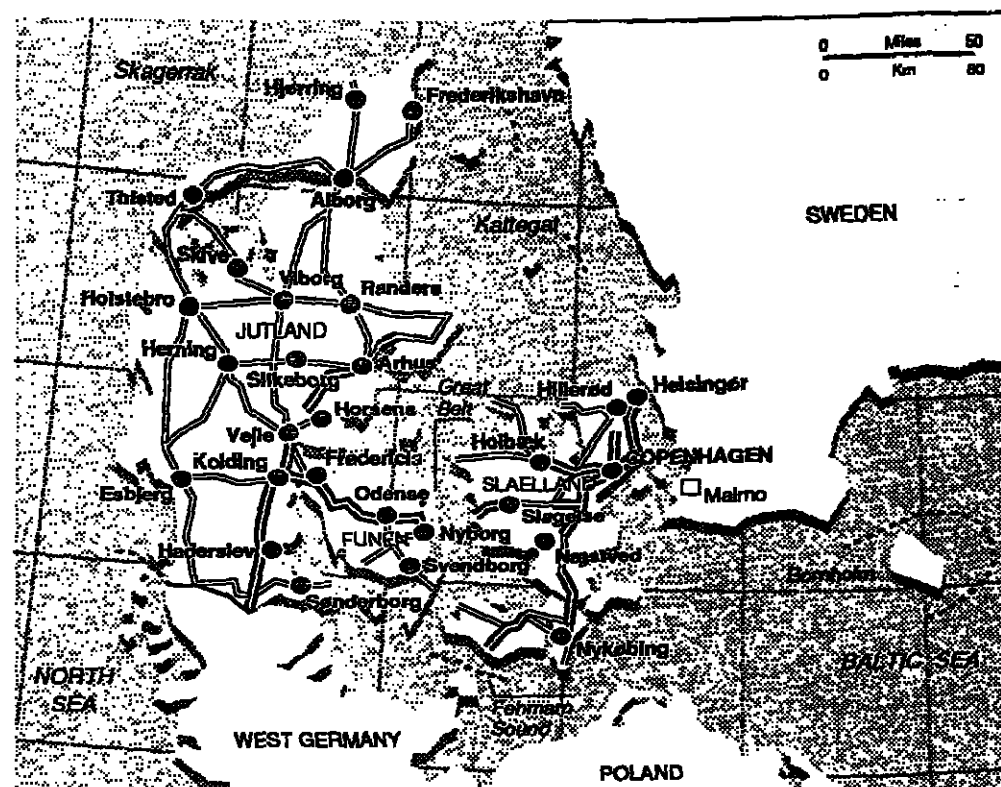 0 Miles 50
0 Km 80
Skagerrak
Hjørring
Frederikshavn
Thisted
Alborg
Kattegat
SWEDEN
Skive
Viborg
Randers
Holstebro
JUTLAND
Herning
Silkeborg
Arhus
Great
Belt
Hillerød
Helsingør
Horsens
Vejle
Holbæk
Kolding
Fredericia
COPENHAGEN
SLAELLAND
Esbjerg
Odense
Malmo
Slagelse
FUNEN
Nyborg
Haderslev
Svendborg
Næstved
Bornholm
Sønderborg
Nykøbing
NORTH
SEA
BALTIC SEA
Fehmarn
Sound
WEST GERMANY
POLAND